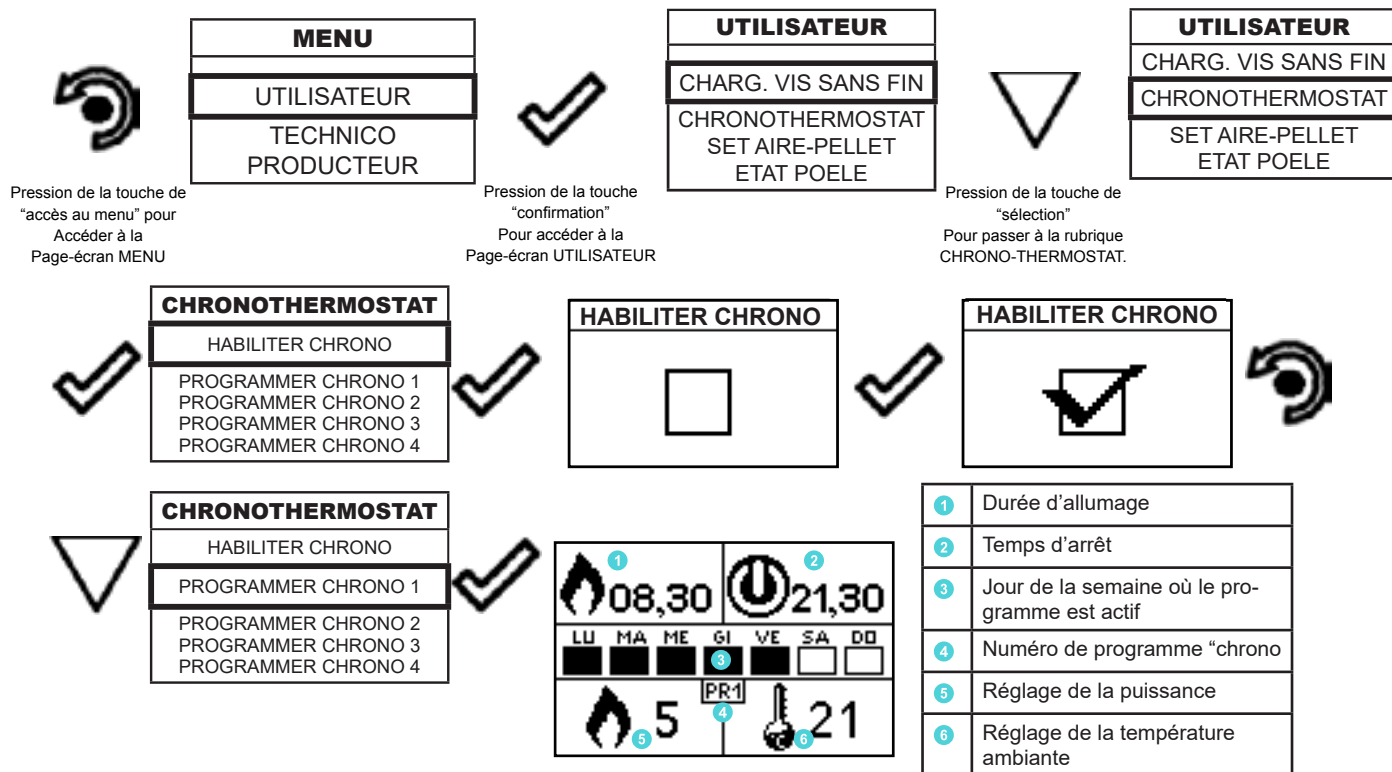 MENU
UTILISATEUR
TECHNICO
PRODUCTEUR
Pression de la touche de
“accès au menu” pour
Accéder à la
Page-écran MENU
UTILISATEUR
CHARG. VIS SANS FIN
CHRONOTHERMOSTAT
SET AIRE-PELLET
ETAT POELE
Pression de la touche
“confirmation”
Pour accéder à la
Page-écran UTILISATEUR
UTILISATEUR
CHARG. VIS SANS FIN
CHRONOTHERMOSTAT
SET AIRE-PELLET
ETAT POELE
Pression de la touche de
“sélection”
Pour passer à la rubrique
CHRONO-THERMOSTAT.
CHRONOTHERMOSTAT
HABILITER CHRONO
PROGRAMMER CHRONO 1
PROGRAMMER CHRONO 2
PROGRAMMER CHRONO 3
PROGRAMMER CHRONO 4
HABILITER CHRONO
HABILITER CHRONO
CHRONOTHERMOSTAT
HABILITER CHRONO
PROGRAMMER CHRONO 1
PROGRAMMER CHRONO 2
PROGRAMMER CHRONO 3
PROGRAMMER CHRONO 4
1 08,30 2 21,30
LU MA ME GI VE SA DO
3
PR1
5 5 4 6 21
1 Durée d’allumage
2 Temps d’arrêt
3 Jour de la semaine où le pro-
gramme est actif
4 Numéro de programme “chrono
5 Réglage de la puissance
6 Réglage de la température
ambiante